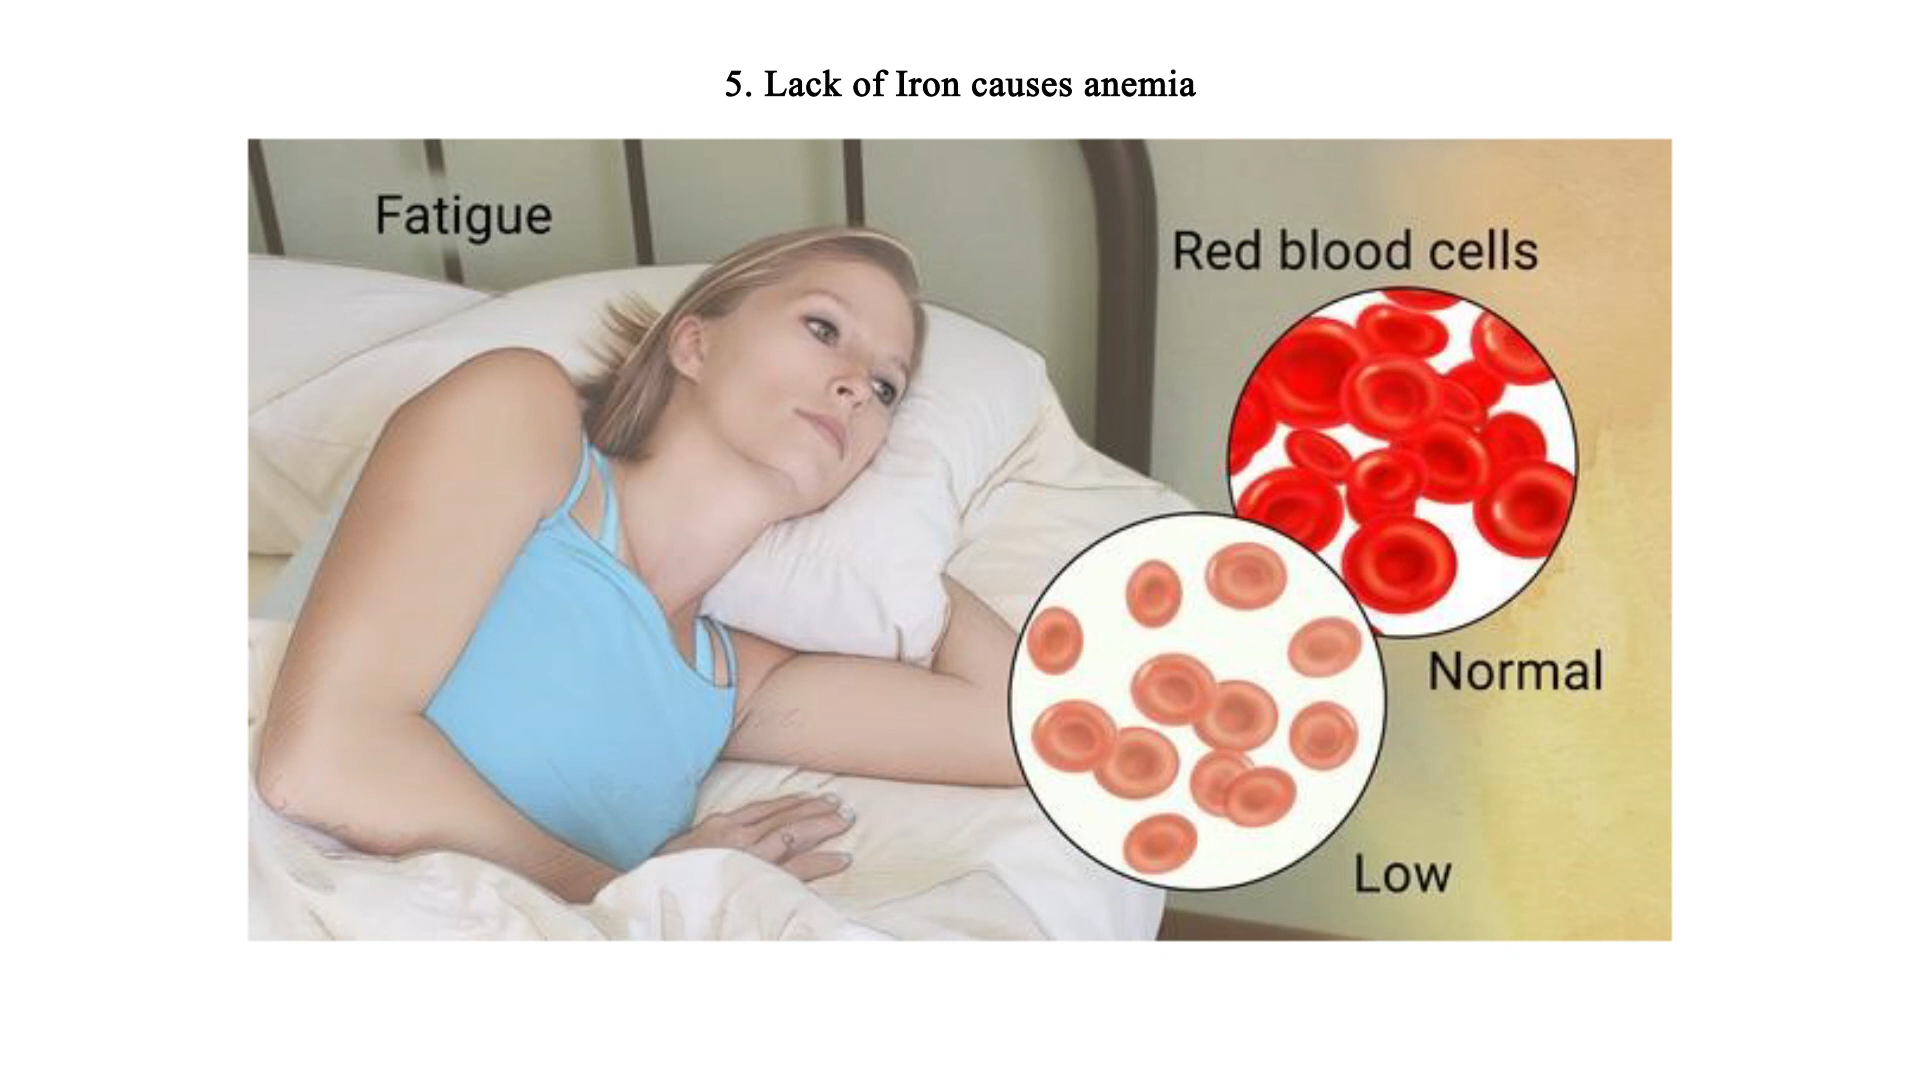 5. Lack of Iron causes anemia
Fatigue
Red blood cells
Normal
Low